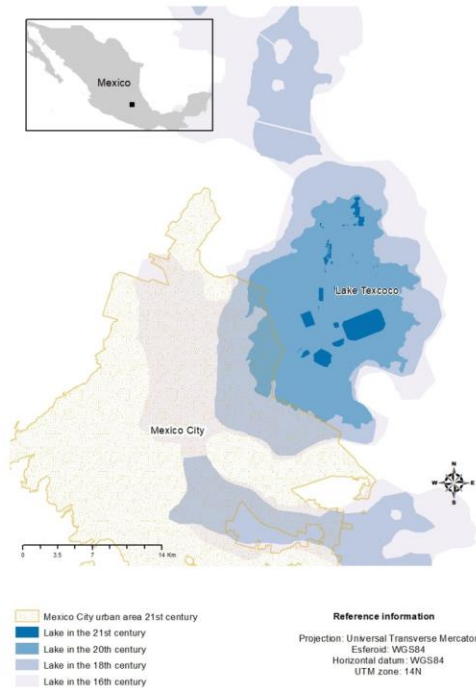 Mexico
Lake Texcoco
Mexico City
N
W E
S
0 3.5 7 14 Km
Mexico City urban area 21st century
Lake in the 21st century
Lake in the 20th century
Lake in the 18th century
Lake in the 16th century
Reference information
Projection: Universal Transverse Mercator
Esferoid: WGS84
Horizontal datum: WGS84
UTM zone: 14N